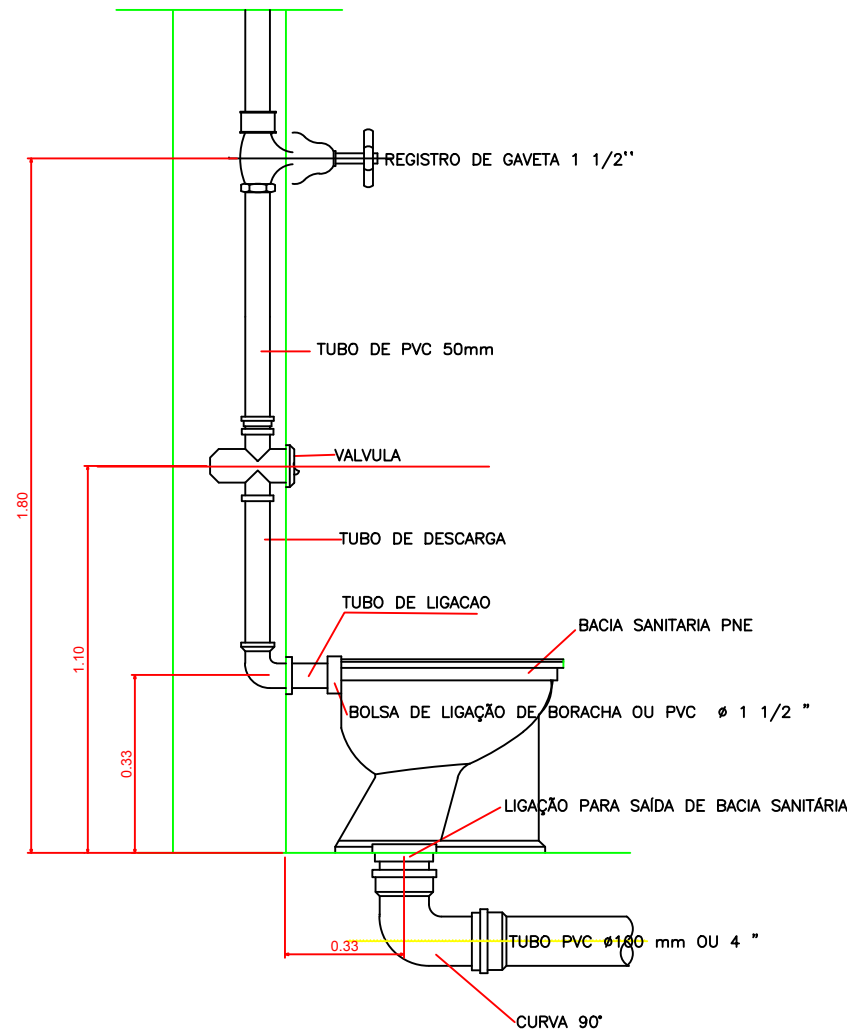 REGISTRO DE GAVETA 1 1/2''
TUBO DE PVC 50mm
VALVULA
1.80
TUBO DE DESCARGA
TUBO DE LIGACAO
BACIA SANITARIA PNE
1.10
BOLSA DE LIGAÇÃO DE BORACHA OU PVC ø 1 1/2 "
0.33
LIGAÇÃO PARA SAÍDA DE BACIA SANITÁRIA
0.33
TUBO PVC ø100 mm OU 4 "
CURVA 90°